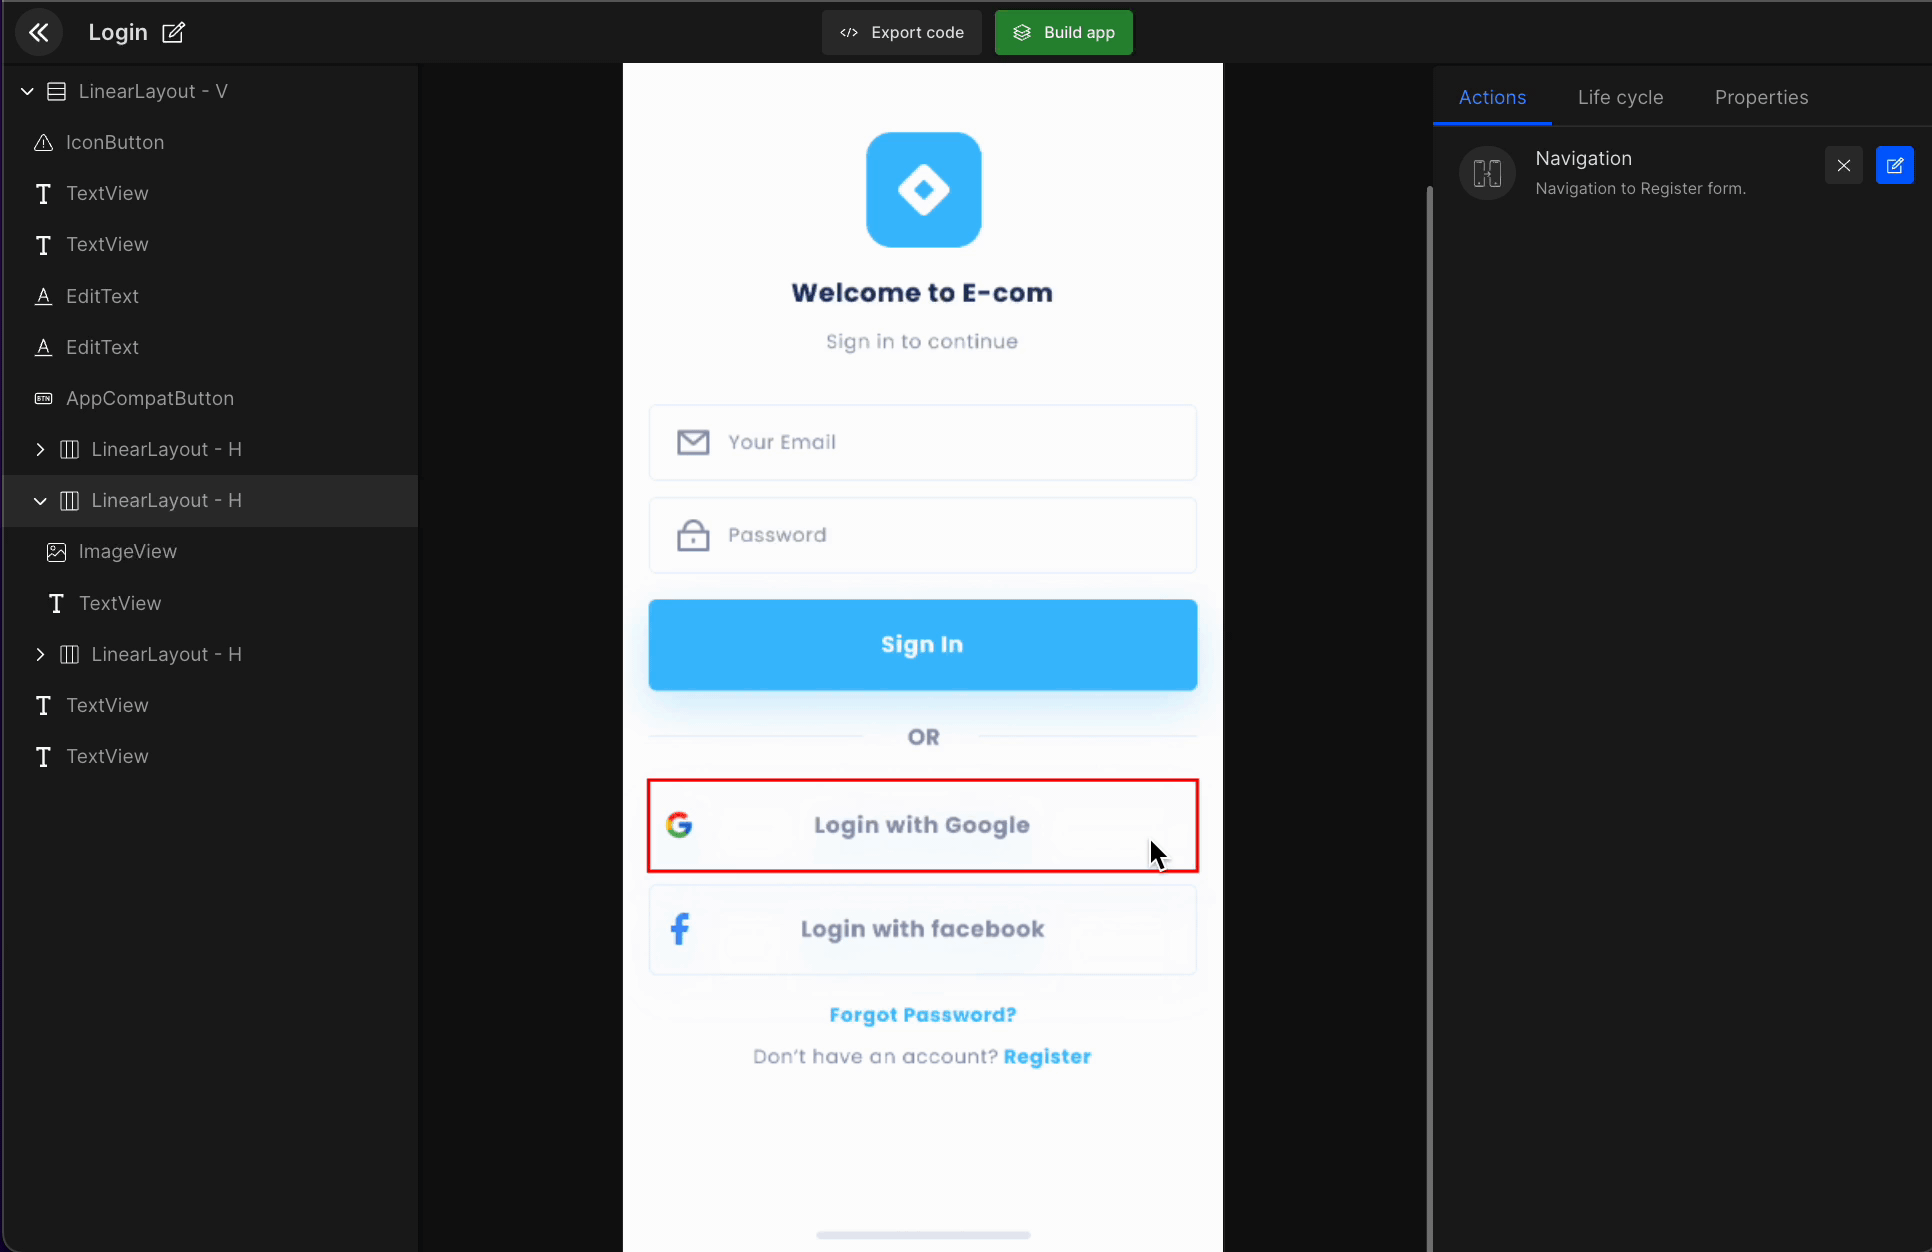 Login
Export code
Build app
LinearLayout - V
IconButton
TextView
TextView
EditText
EditText
BTN AppCompatButton
LinearLayout - H
LinearLayout - H
ImageView
TextView
LinearLayout - H
TextView
TextView
Welcome to E-com
Sign in to continue
Your Email
Password
Sign In
OR
Login with Google
Login with facebook
Forgot Password?
Don't have an account? Register
Actions
Life cycle
Properties
Navigation
Navigation to Register form.